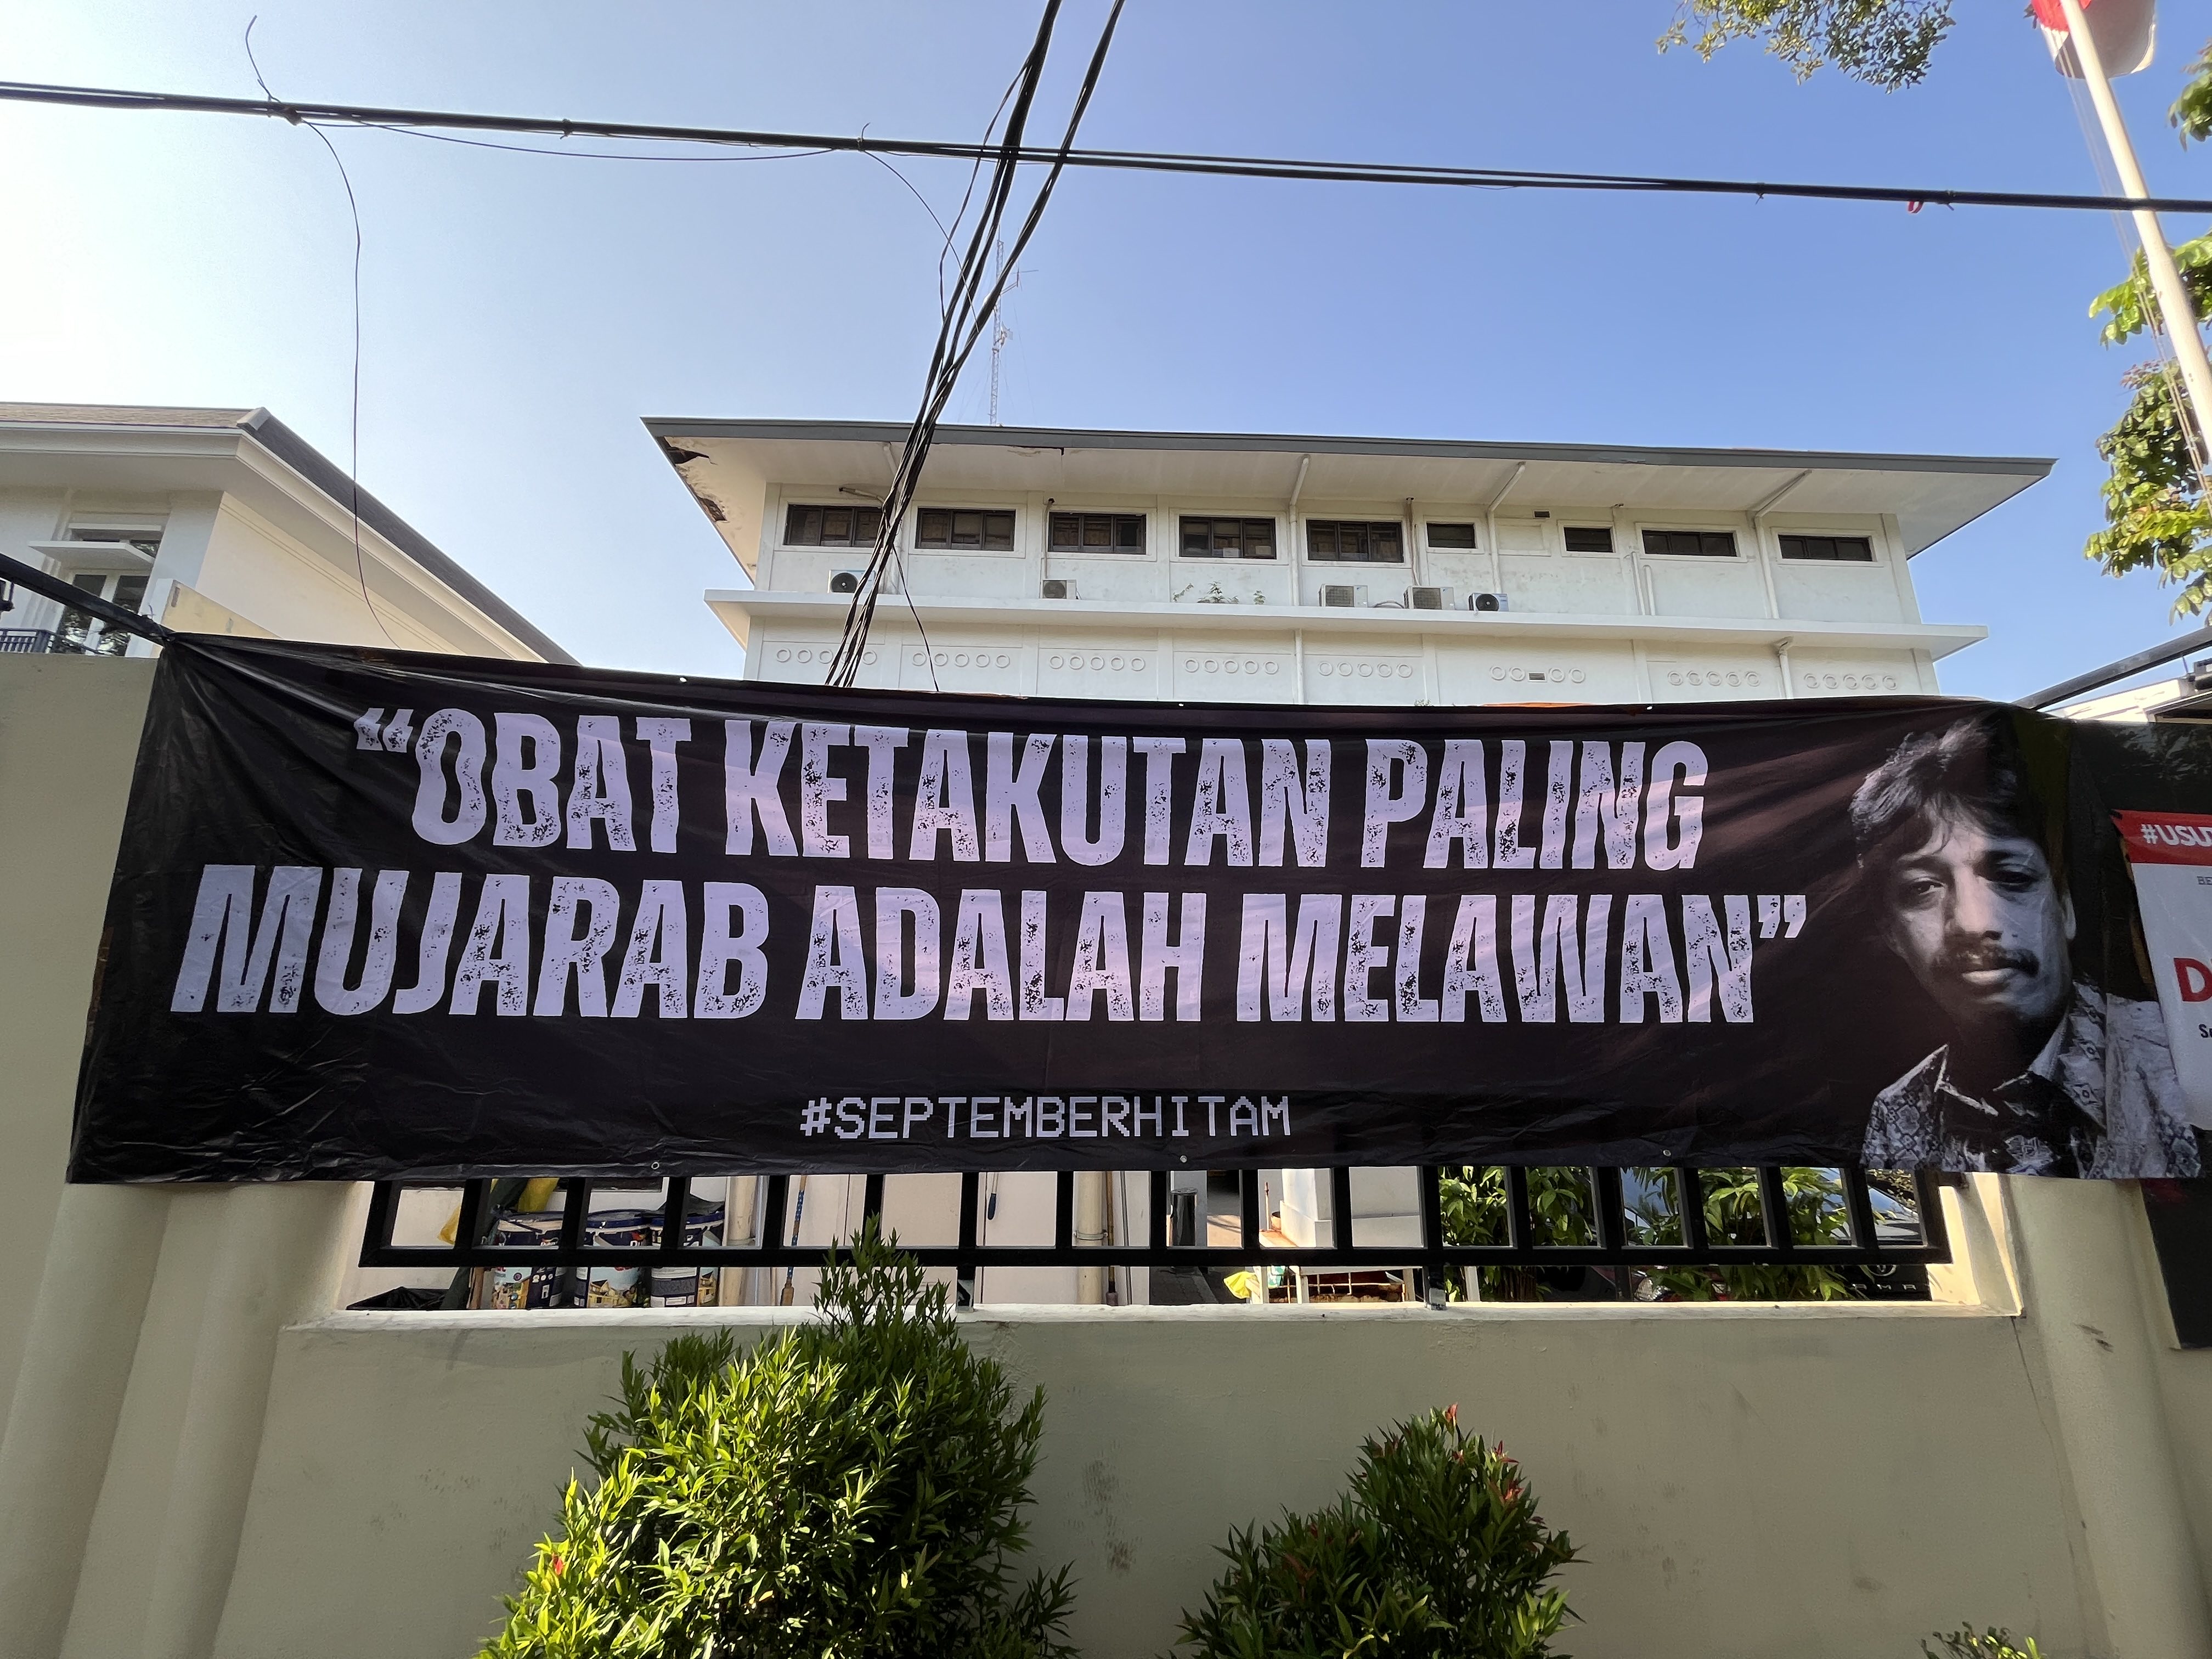 “OBAT KETAKUTAN PALING
MUJARAB ADALAH MELAWAN”
#SEPTEMBERHITAM